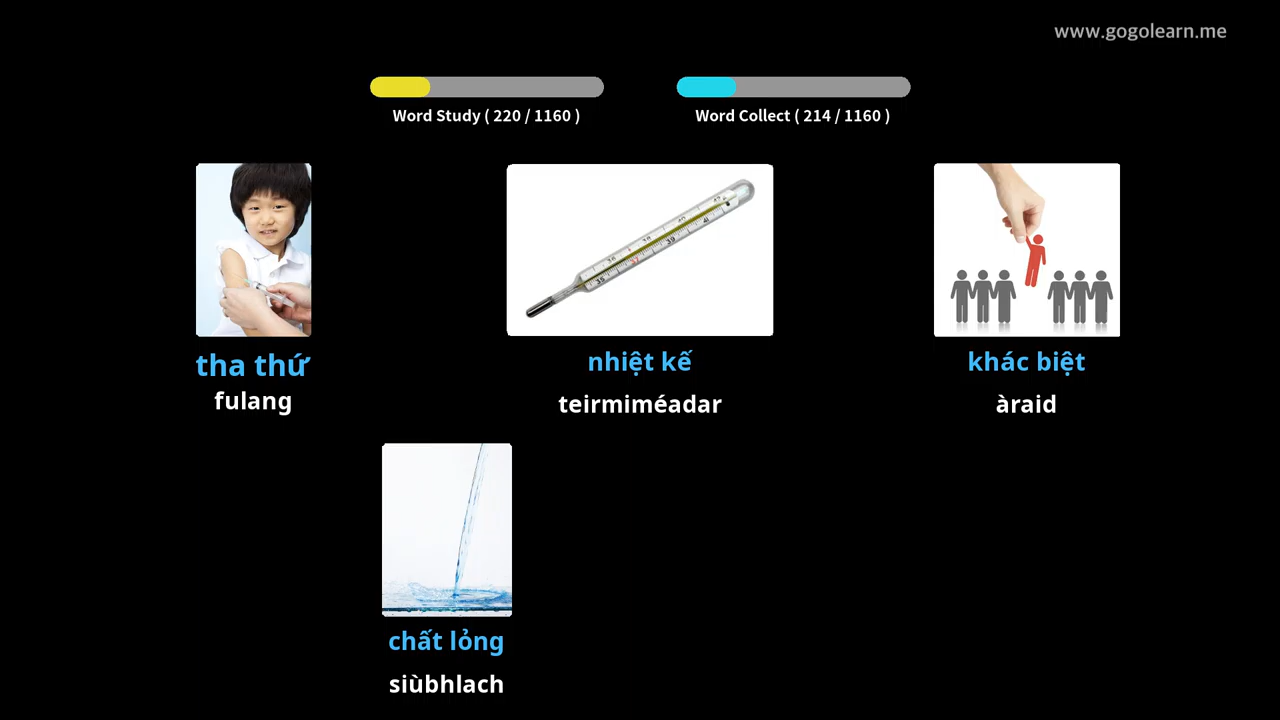 www.gogolearn.me
Word Study ( 220 / 1160 )
Word Collect ( 214 / 1160 )
tha thứ
fulang
nhiệt kế
teirmiméadar
khác biệt
àraid
chất lỏng
siùbhlach